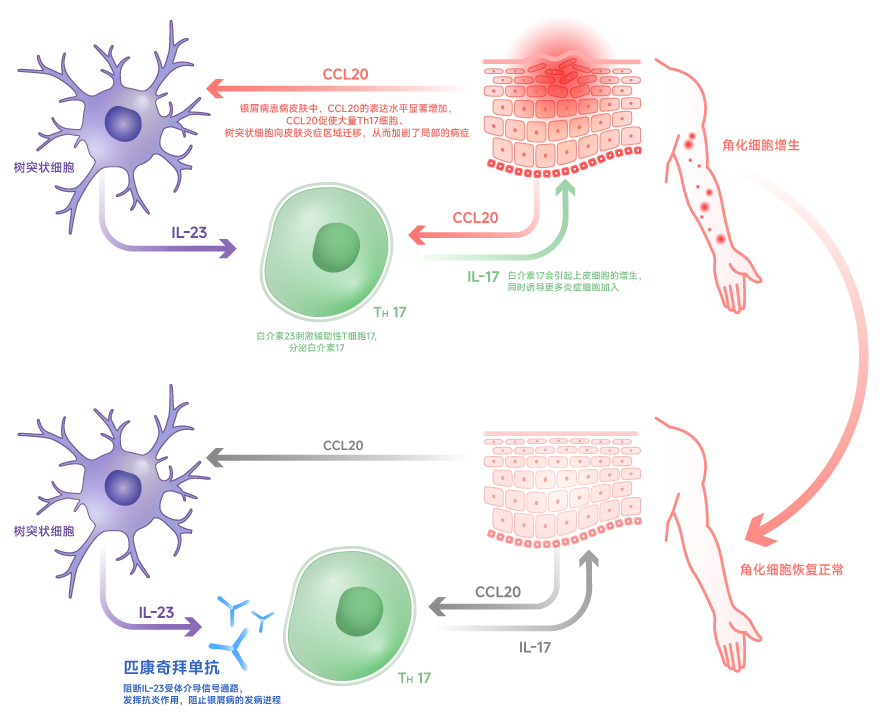 CCL20
银屑病患病皮肤中，CCL20的表达水平显著增加，
CCL20促使大量Th17细胞、
树突状细胞向皮肤炎症区域迁移，从而加剧了局部的病症
树突状细胞
角化细胞增生
IL-23
CCL20
IL-17
白介素17会引起上皮细胞的增生，
同时诱导更多炎症细胞加入
TH 17
白介素23刺激辅助性T细胞17,
分泌白介素17
CCL20
树突状细胞
角化细胞恢复正常
IL-23
CCL20
IL-17
匹康奇拜单抗
阻断IL-23受体介导信号通路，
发挥抗炎作用，阻止银屑病的发病进程
TH 17